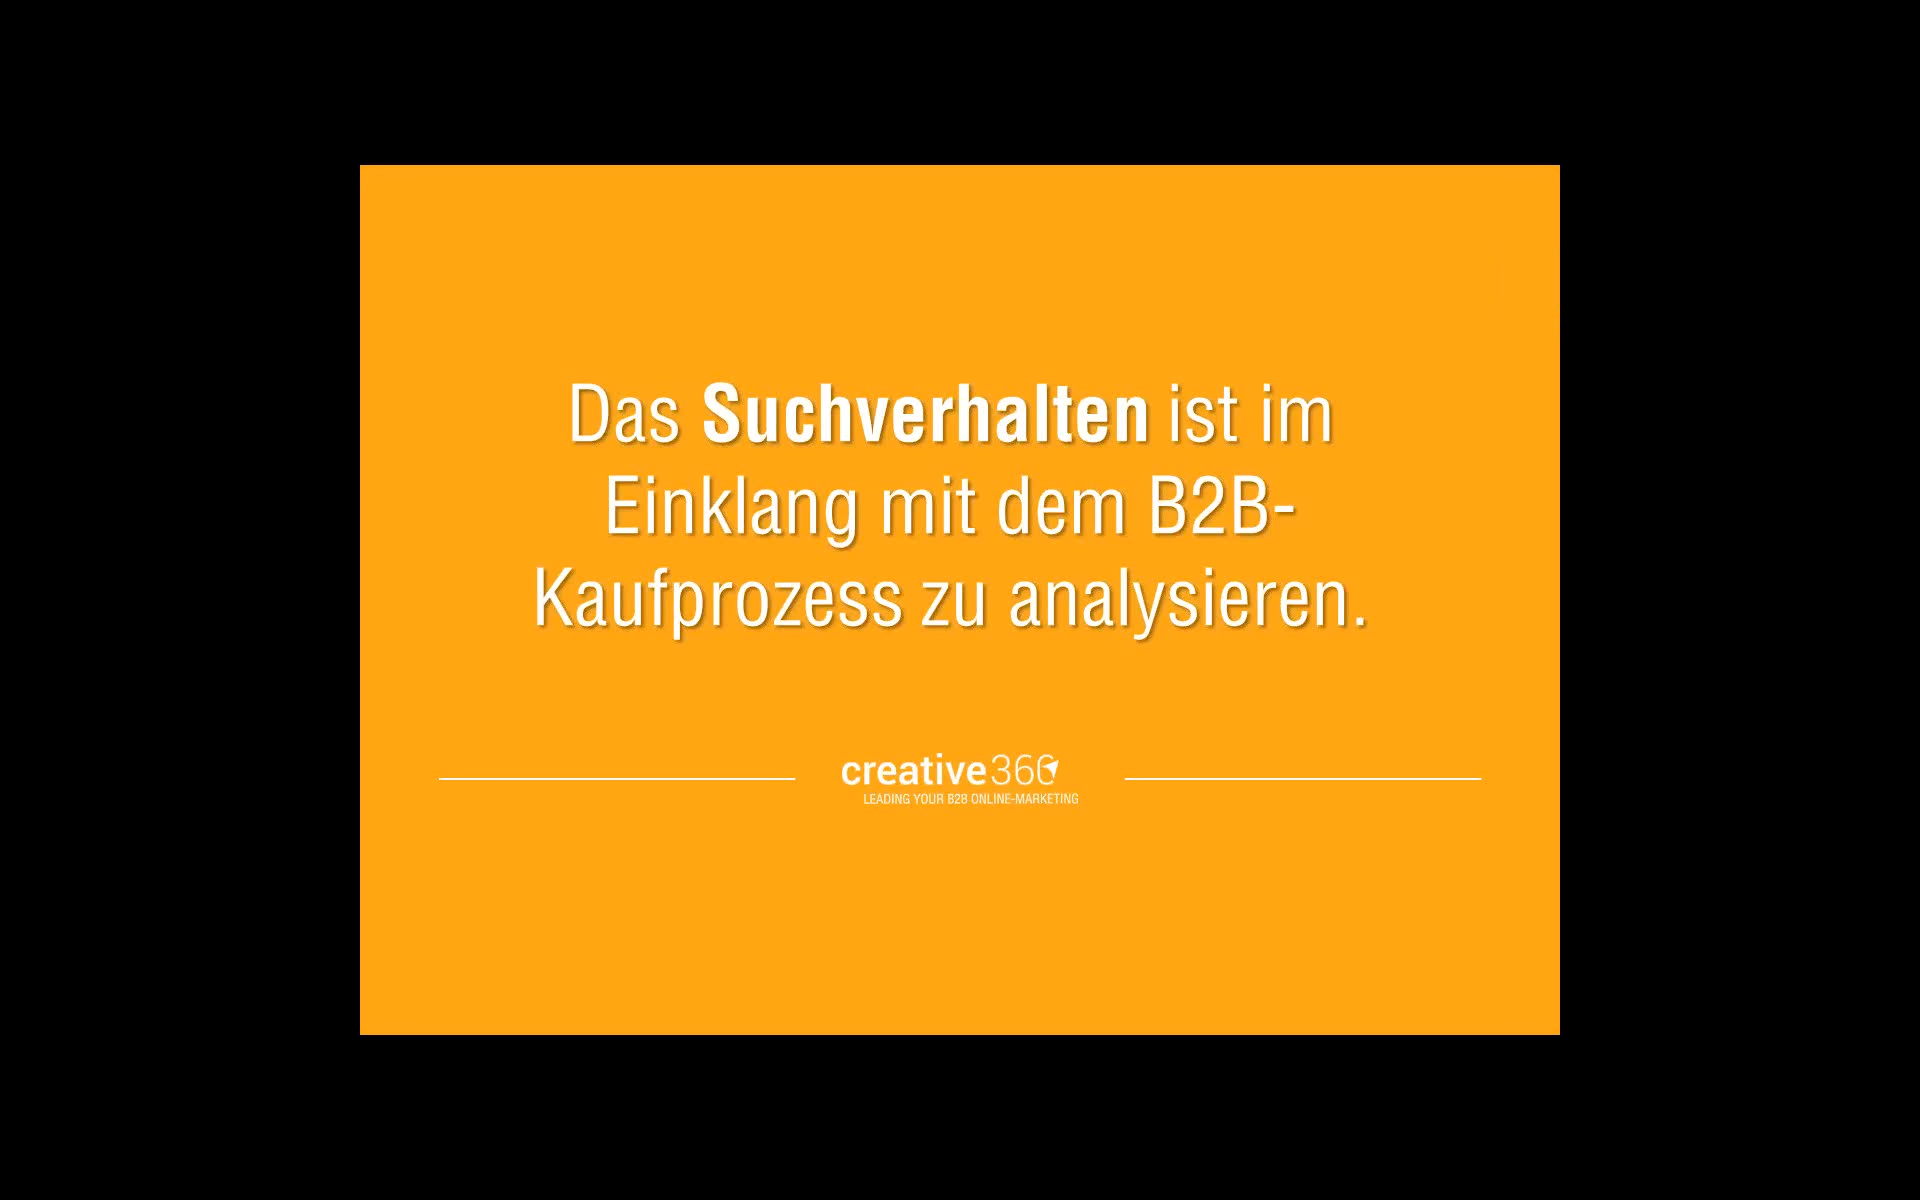 Das Suchverhalten ist im
Einklang mit dem B2B-
Kaufprozess zu analysieren.
creative360
LEADING YOUR B2B ONLINE-MARKETING